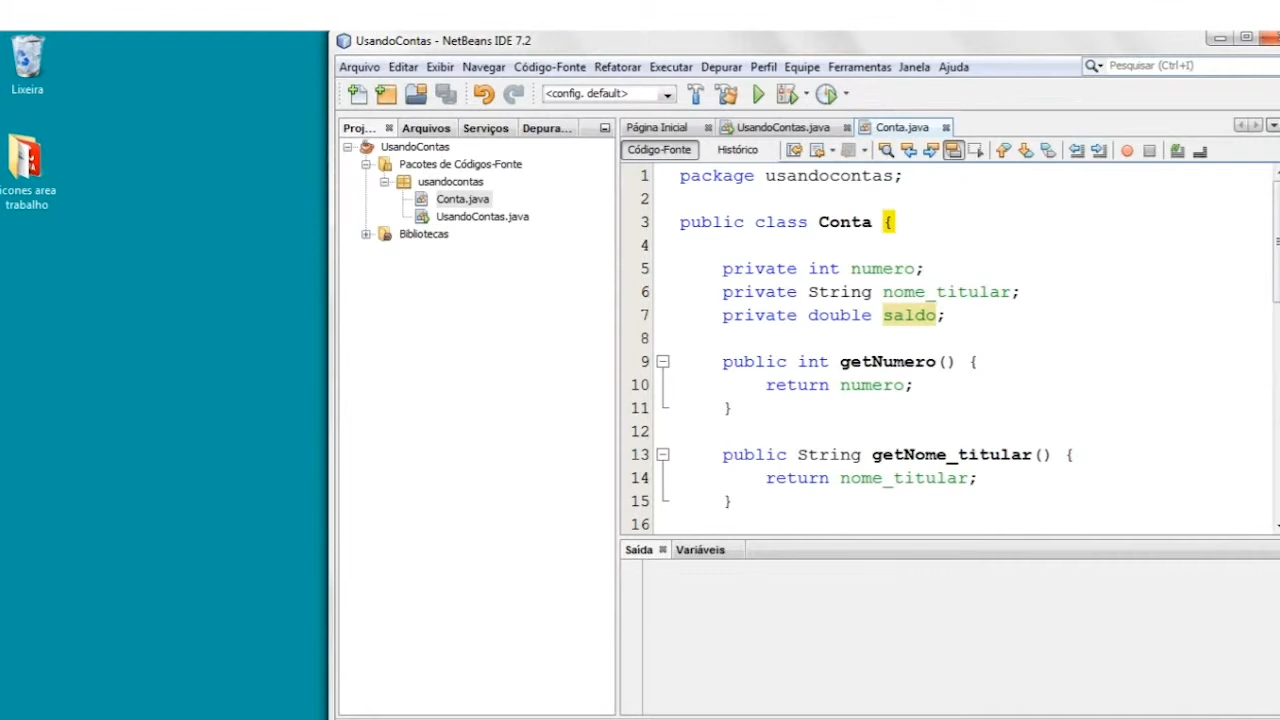 Lixeira
icones area
trabalho
UsandoContas - NetBeans IDE 7.2
Arquivo Editar Exibir Navegar Código-Fonte Refatorar Executar Depurar Perfil Equipe Ferramentas Janela Ajuda
Pesquisar (Ctrl+I)
<config. default>
Proj... Arquivos Serviços Depura...
UsandoContas
Pacotes de Códigos-Fonte
usandocontas
Conta.java
UsandoContas.java
Bibliotecas
Página Inicial UsandoContas.java Conta.java
Código-Fonte Histórico
1 package usandocontas;
2
3 public class Conta {
4
5 private int numero;
6 private String nome_titular;
7 private double saldo;
8
9 public int getNumero() {
10 return numero;
11 }
12
13 public String getNome_titular() {
14 return nome_titular;
15 }
16
Saída Variáveis